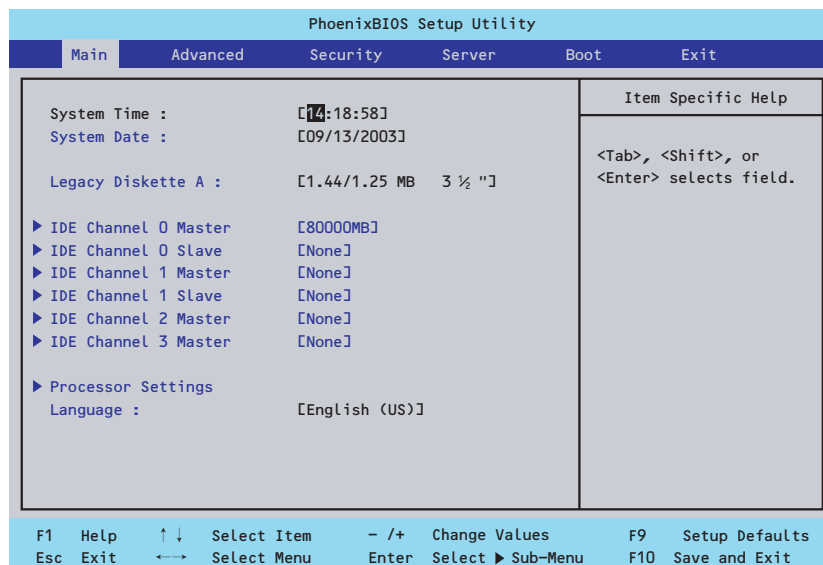 PhoenixBIOS Setup Utility
Main Advanced Security Server Boot Exit
Item Specific Help
System Time : [14:18:58]
System Date : [09/13/2003]
<Tab>, <Shift>, or
<Enter> selects field.
Legacy Diskette A : [1.44/1.25 MB 3 ½ "]
▶ IDE Channel 0 Master [80000MB]
▶ IDE Channel 0 Slave [None]
▶ IDE Channel 1 Master [None]
▶ IDE Channel 1 Slave [None]
▶ IDE Channel 2 Master [None]
▶ IDE Channel 3 Master [None]
▶ Processor Settings
Language : [English (US)]
F1 Help ↑↓ Select Item - /+ Change Values F9 Setup Defaults
Esc Exit ←→ Select Menu Enter Select ▶ Sub-Menu F10 Save and Exit